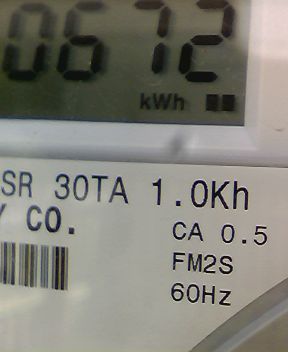 0672
kWh
SR 30TA 1.0Kh
Y CO.
CA 0.5
FM2S
60Hz